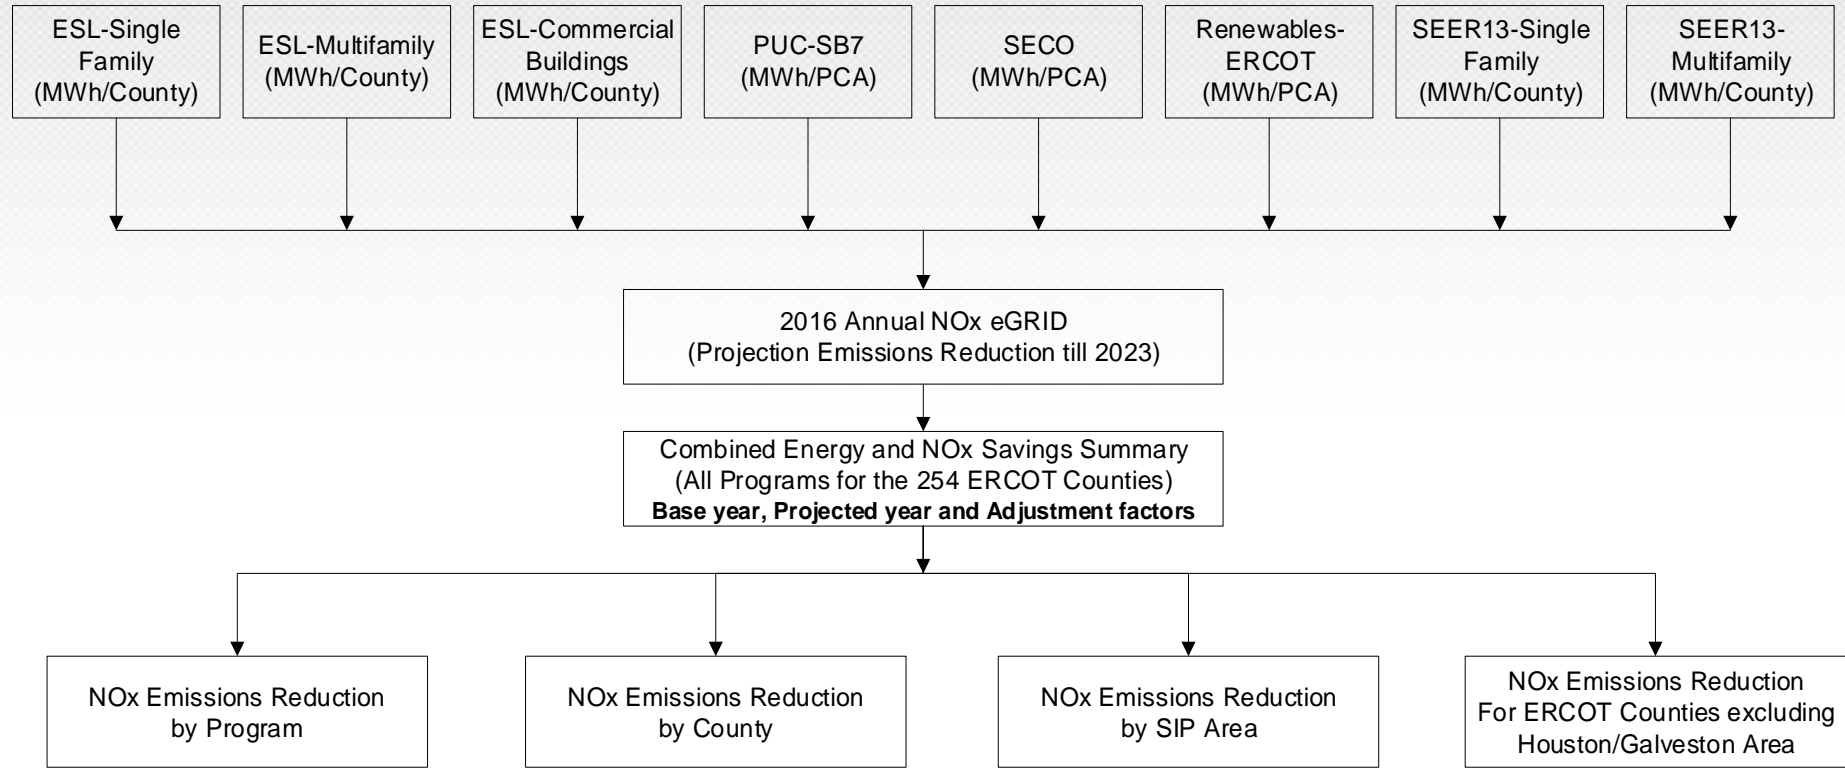 ESL-Single
Family
(MWh/County)
ESL-Multifamily
(MWh/County)
ESL-Commercial
Buildings
(MWh/County)
PUC-SB7
(MWh/PCA)
SECO
(MWh/PCA)
Renewables-
ERCOT
(MWh/PCA)
SEER13-Single
Family
(MWh/County)
SEER13-
Multifamily
(MWh/County)
2016 Annual NOx eGRID
(Projection Emissions Reduction till 2023)
Combined Energy and NOx Savings Summary
(All Programs for the 254 ERCOT Counties)
Base year, Projected year and Adjustment factors
NOx Emissions Reduction
by Program
NOx Emissions Reduction
by County
NOx Emissions Reduction
by SIP Area
NOx Emissions Reduction
For ERCOT Counties excluding
Houston/Galveston Area